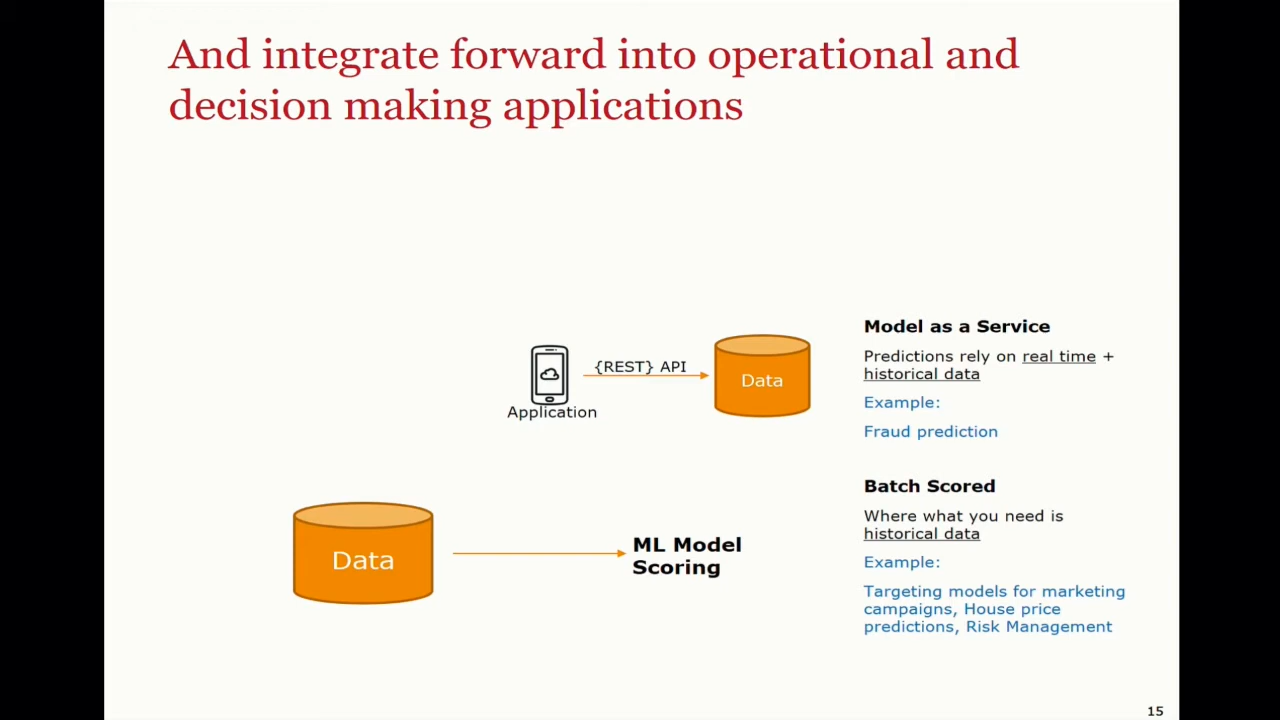 And integrate forward into operational and
decision making applications
{REST} API
Data
Application
Model as a Service
Predictions rely on real time +
historical data
Example:
Fraud prediction
Data
ML Model
Scoring
Batch Scored
Where what you need is
historical data
Example:
Targeting models for marketing
campaigns, House price
predictions, Risk Management
15